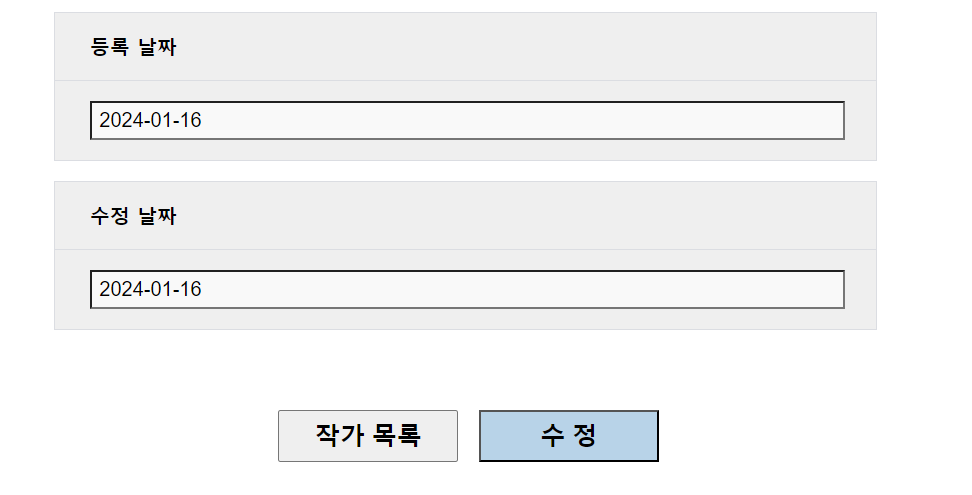 등록 날짜
2024-01-16
수정 날짜
2024-01-16
작가 목록
수 정